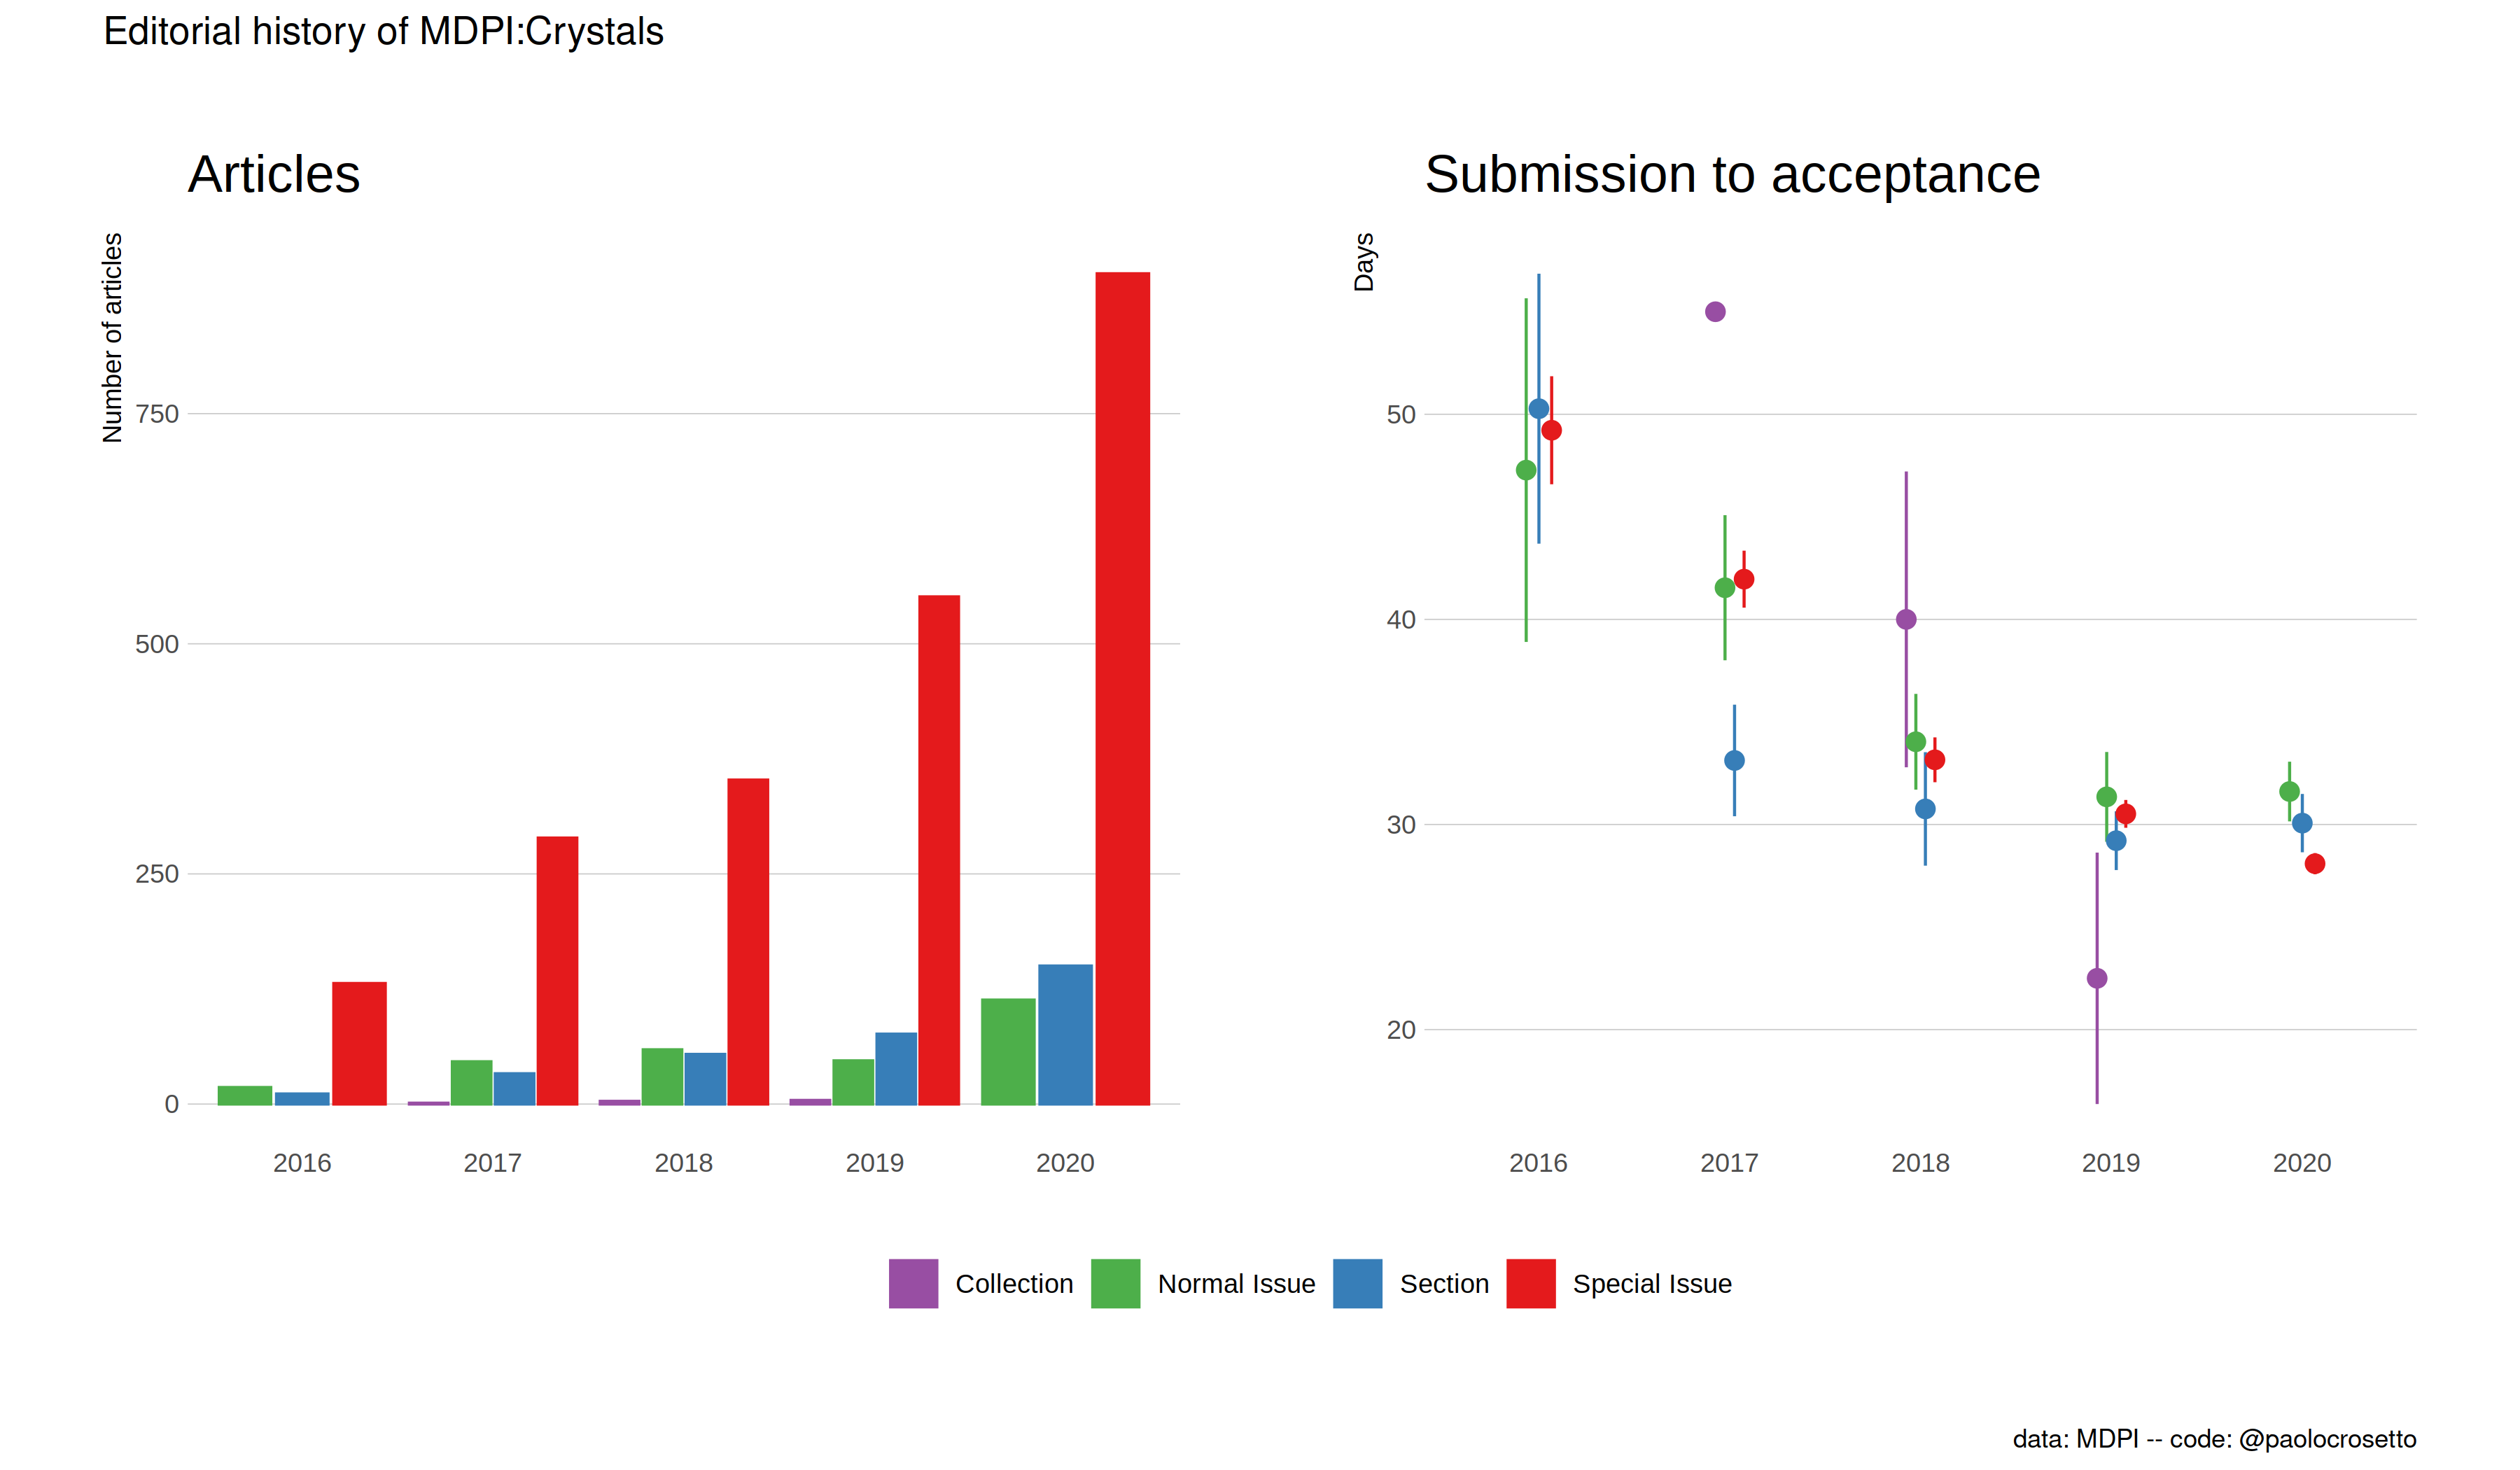 Editorial history of MDPI:Crystals
Articles
Number of articles
750
500
250
0
2016 2017 2018 2019 2020
Submission to acceptance
Days
50
40
30
20
2016 2017 2018 2019 2020
Collection Normal Issue Section Special Issue
data: MDPI -- code: @paolocrosetto